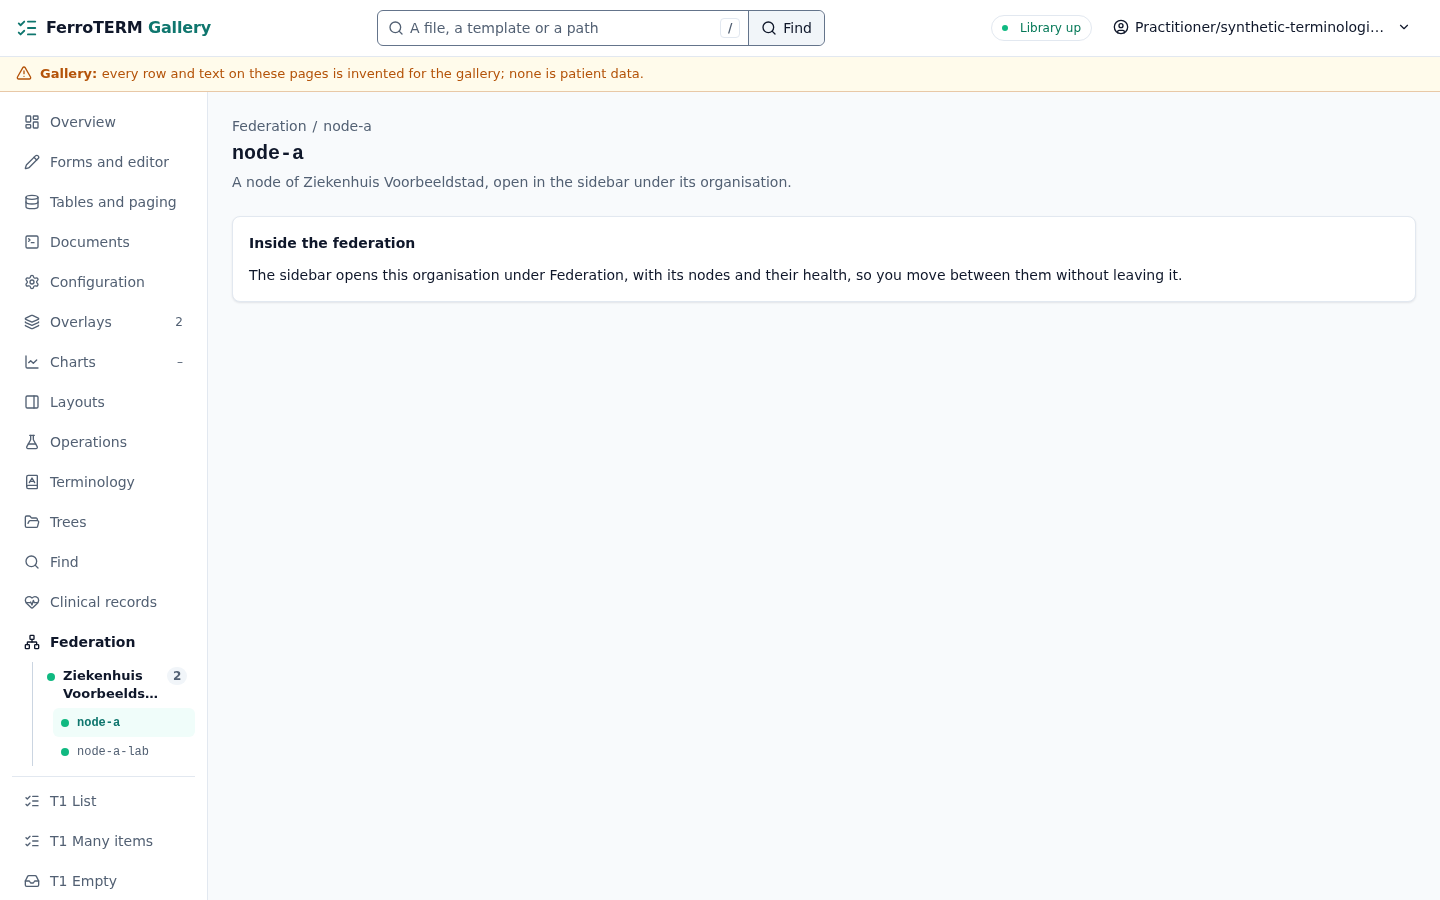 FerroTERM Gallery
A file, a template or a path
/
Find
Library up
Practitioner/synthetic-terminologi...
Gallery: every row and text on these pages is invented for the gallery; none is patient data.
Overview
Forms and editor
Tables and paging
Documents
Configuration
Overlays 2
Charts –
Layouts
Operations
Terminology
Trees
Find
Clinical records
Federation
Ziekenhuis 2
Voorbeelds...
node-a
node-a-lab
T1 List
T1 Many items
T1 Empty
Federation / node-a
node-a
A node of Ziekenhuis Voorbeeldstad, open in the sidebar under its organisation.
Inside the federation
The sidebar opens this organisation under Federation, with its nodes and their health, so you move between them without leaving it.